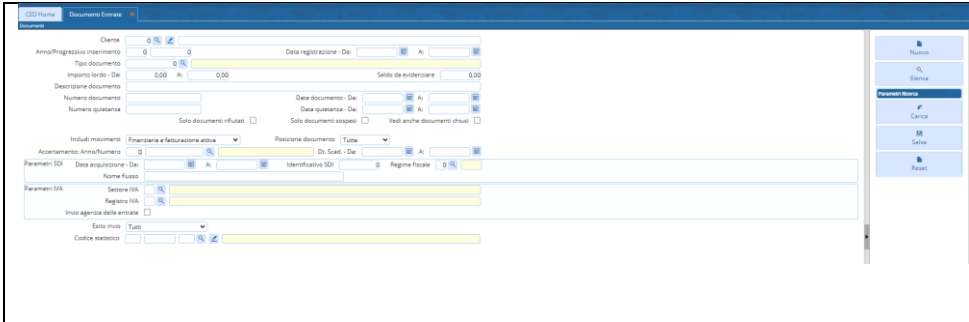 CEO Home Documenti Entrate ×
Documenti
Cliente 0
Anno/Progressivo inserimento 0 0 Data registrazione - Da: A:
Tipo documento 0
Importo lordo - Da: 0,00 A: 0,00 Saldo da evidenziare 0,00
Descrizione documento
Numero documento Data documento - Da: A:
Numero quietanza Data quietanza - Da: A:
Solo documenti rifiutati Solo documenti sospesi Vedi anche documenti chiusi
Includi movimenti Finanziaria e fatturazione attiva Posizione documento Tutte
Accertamento: Anno/Numero 0 Dt. Scad. - Da: A:
Parametri SDI Data acquisizione - Da: A: Identificativo SDI 0 Regime fiscale 0
Nome flusso
Parametri IVA Settore IVA
Registro IVA
Invio agenzia delle entrate
Esito invio Tutti
Codice statistico
Nuovo
Elenca
Parametri Ricerca
Carica
Salva
Reset